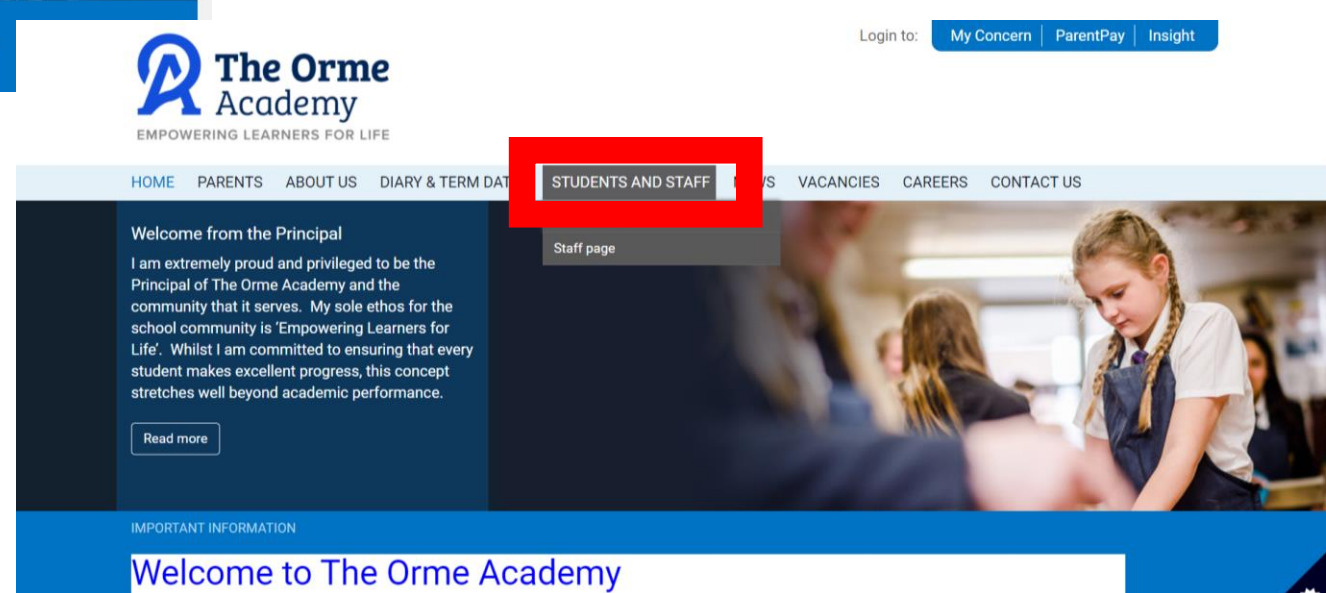 Login to: My Concern ParentPay Insight
The Orme
Academy
EMPOWERING LEARNERS FOR LIFE
HOME PARENTS ABOUT US DIARY & TERM DAT STUDENTS AND STAFF VACANCIES CAREERS CONTACT US
Welcome from the Principal
I am extremely proud and privileged to be the
Principal of The Orme Academy and the
community that it serves. My sole ethos for the
school community is 'Empowering Learners for
Life'. Whilst I am committed to ensuring that every
student makes excellent progress, this concept
stretches well beyond academic performance.
Read more
Staff page
IMPORTANT INFORMATION
Welcome to The Orme Academy